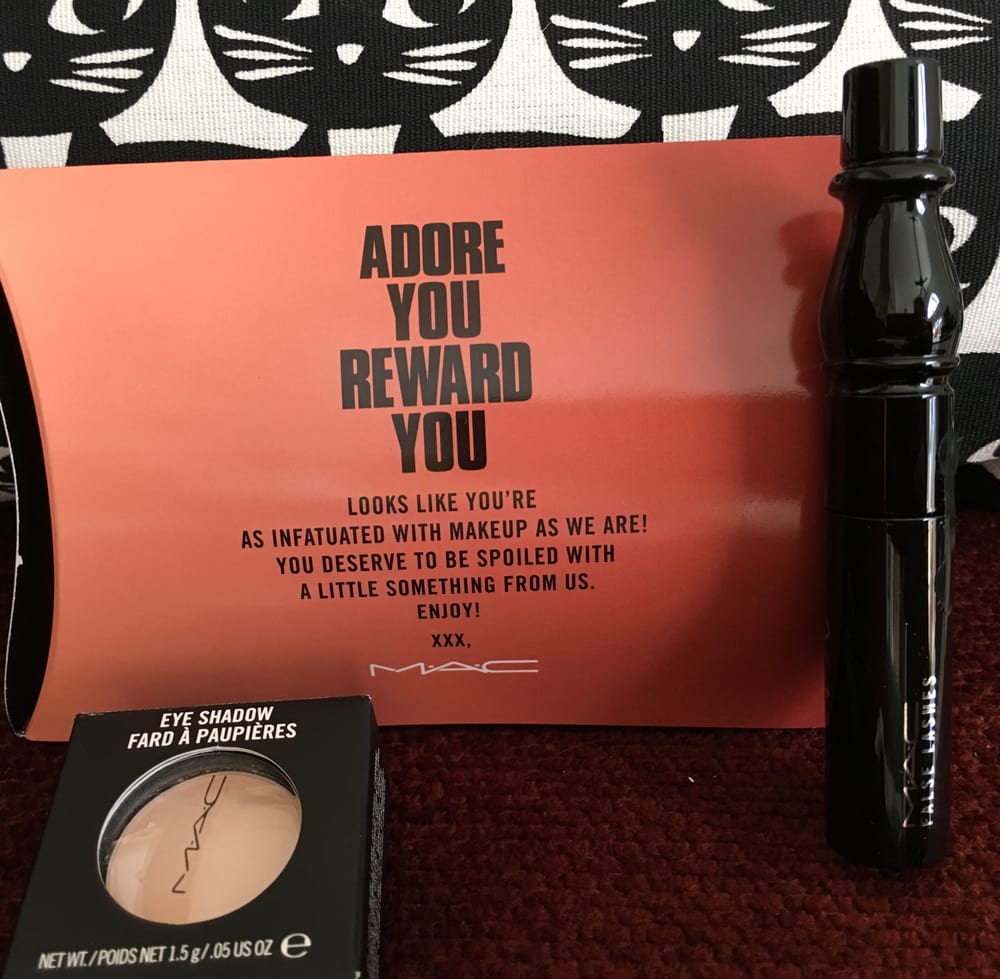 ADORE
YOU
REWARD
YOU
LOOKS LIKE YOU'RE
AS INFATUATED WITH MAKEUP AS WE ARE!
YOU DESERVE TO BE SPOILED WITH
A LITTLE SOMETHING FROM US.
ENJOY!
XXX,
M·A·C
EYE SHADOW
FARD À PAUPIÈRES
MAC
NET WT./POIDS NET 1.5 g/.05 US OZ ℮
MAC
FALSE LASHES